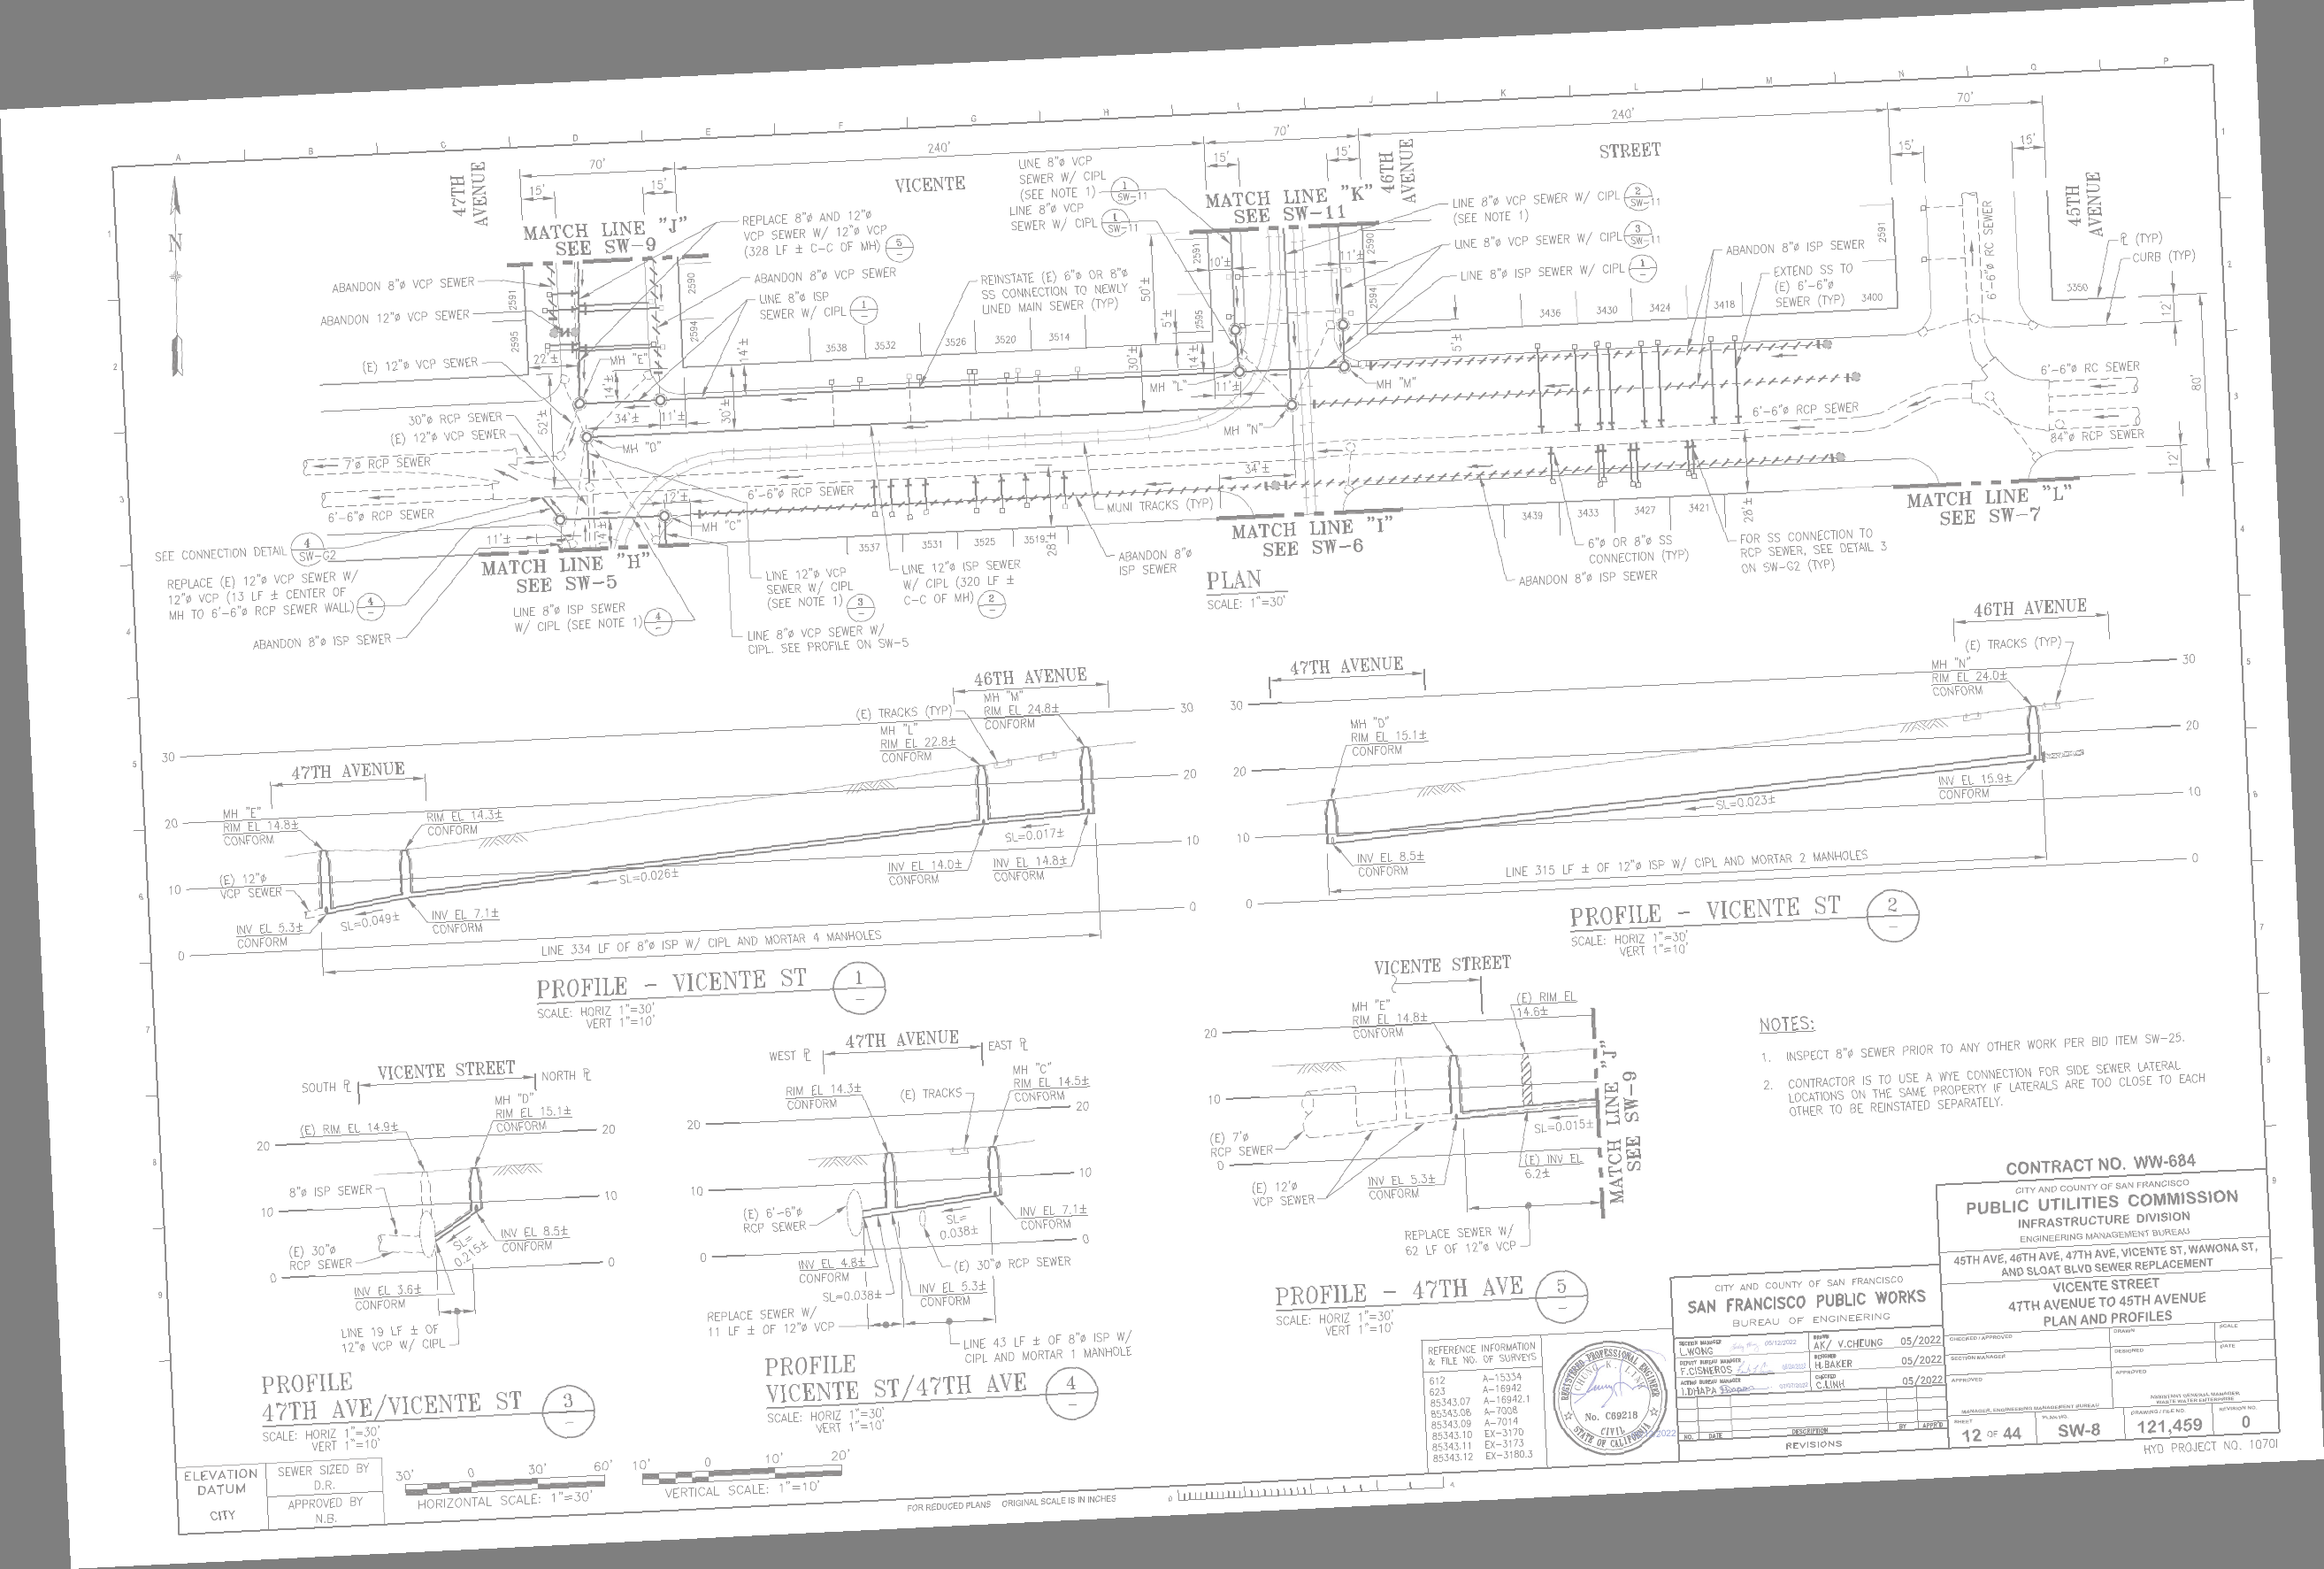 A B C D E F G H I J K L M N O P
N
47TH AVENUE
70'
15'
15'
240'
VICENTE
70'
15'
15'
46TH AVENUE
240'
STREET
70'
15'
15'
45TH AVENUE
MATCH LINE "J"
SEE SW-9
REPLACE 8"ø AND 12"ø
VCP SEWER W/ 12"ø VCP
(328 LF ± C-C OF MH) 5
–
LINE 8"ø VCP
SEWER W/ CIPL
(SEE NOTE 1) 1
SW-11
LINE 8"ø VCP
SEWER W/ CIPL 1
SW-11
MATCH LINE "K"
SEE SW-11
LINE 8"ø VCP SEWER W/ CIPL 2
SW-11
(SEE NOTE 1)
LINE 8"ø VCP SEWER W/ CIPL 3
SW-11
LINE 8"ø ISP SEWER W/ CIPL 1
–
ABANDON 8"ø ISP SEWER
EXTEND SS TO
(E) 6'-6"ø
SEWER (TYP)
3400
2591
6'-6"ø RC SEWER
℄ (TYP)
CURB (TYP)
3350
12'
80'
12'
ABANDON 8"ø VCP SEWER
ABANDON 12"ø VCP SEWER
(E) 12"ø VCP SEWER
30"ø RCP SEWER
(E) 12"ø VCP SEWER
7'ø RCP SEWER
6'-6"ø RCP SEWER
2591
2595
2590
2594
ABANDON 8"ø VCP SEWER
LINE 8"ø ISP
SEWER W/ CIPL 1
–
REINSTATE (E) 6"ø OR 8"ø
SS CONNECTION TO NEWLY
LINED MAIN SEWER (TYP)
3538 3532 3526 3520 3514
2591
2595
2590
2594
3436 3430 3424 3418
22'±
MH "E"
14'±
34'±
11'±
52'±
MH "D"
14'±
30'±
50'±
5'±
14'±
30'±
10'±
11'±
11'±
5'±
MH "L"
MH "M"
MH "N"
34'±
6'-6"ø RC SEWER
6'-6"ø RCP SEWER
84"ø RCP SEWER
6'-6"ø RCP SEWER
12'±
MH "C"
11'±
14'±
28'±
28'±
MUNI TRACKS (TYP)
3537 3531 3525 3519
3439 3433 3427 3421
MATCH LINE "H"
SEE SW-5
MATCH LINE "I"
SEE SW-6
MATCH LINE "L"
SEE SW-7
SEE CONNECTION DETAIL 4
SW-G2
REPLACE (E) 12"ø VCP SEWER W/
12"ø VCP (13 LF ± CENTER OF
MH TO 6'-6"ø RCP SEWER WALL) 4
–
ABANDON 8"ø ISP SEWER
LINE 8"ø ISP SEWER
W/ CIPL (SEE NOTE 1) 4
–
LINE 12"ø VCP
SEWER W/ CIPL
(SEE NOTE 1) 3
–
LINE 8"ø VCP SEWER W/
CIPL. SEE PROFILE ON SW-5
LINE 12"ø ISP SEWER
W/ CIPL (320 LF ±
C-C OF MH) 2
–
ABANDON 8"ø
ISP SEWER
PLAN
SCALE: 1"=30'
6"ø OR 8"ø SS
CONNECTION (TYP)
ABANDON 8"ø ISP SEWER
FOR SS CONNECTION TO
RCP SEWER, SEE DETAIL 3
ON SW-G2 (TYP)
47TH AVENUE
46TH AVENUE
30
20
10
0
30
20
10
0
MH "E"
RIM EL 14.8±
CONFORM
RIM EL 14.3±
CONFORM
(E) TRACKS (TYP)
MH "L"
RIM EL 22.8±
CONFORM
MH "M"
RIM EL 24.8±
CONFORM
(E) 12"ø
VCP SEWER
INV EL 5.3±
CONFORM
SL=0.049±
INV EL 7.1±
CONFORM
SL=0.026±
INV EL 14.0±
CONFORM
SL=0.017±
INV EL 14.8±
CONFORM
LINE 334 LF OF 8"ø ISP W/ CIPL AND MORTAR 4 MANHOLES
PROFILE - VICENTE ST 1
–
SCALE: HORIZ 1"=30'
VERT 1"=10'
47TH AVENUE
46TH AVENUE
30
20
10
0
30
20
10
0
MH "D"
RIM EL 15.1±
CONFORM
(E) TRACKS (TYP)
MH "N"
RIM EL 24.0±
CONFORM
INV EL 8.5±
CONFORM
SL=0.023±
INV EL 15.9±
CONFORM
LINE 315 LF ± OF 12"ø ISP W/ CIPL AND MORTAR 2 MANHOLES
PROFILE - VICENTE ST 2
–
SCALE: HORIZ 1"=30'
VERT 1"=10'
SOUTH ℄
VICENTE STREET
NORTH ℄
20
10
0
20
10
0
(E) RIM EL 14.9±
MH "D"
RIM EL 15.1±
CONFORM
8"ø ISP SEWER
(E) 30"ø
RCP SEWER
SL=
0.215±
INV EL 8.5±
CONFORM
INV EL 3.6±
CONFORM
LINE 19 LF ± OF
12"ø VCP W/ CIPL
PROFILE
47TH AVE/VICENTE ST 3
–
SCALE: HORIZ 1"=30'
VERT 1"=10'
WEST ℄
47TH AVENUE
EAST ℄
20
10
0
20
10
0
RIM EL 14.3±
CONFORM
(E) TRACKS
MH "C"
RIM EL 14.5±
CONFORM
(E) 6'-6"ø
RCP SEWER
SL=
0.038±
INV EL 7.1±
CONFORM
INV EL 4.8±
CONFORM
(E) 30"ø RCP SEWER
SL=0.038±
INV EL 5.3±
CONFORM
REPLACE SEWER W/
11 LF ± OF 12"ø VCP
LINE 43 LF ± OF 8"ø ISP W/
CIPL AND MORTAR 1 MANHOLE
PROFILE
VICENTE ST/47TH AVE 4
–
SCALE: HORIZ 1"=30'
VERT 1"=10'
VICENTE STREET
20
10
0
MH "E"
RIM EL 14.8±
CONFORM
(E) RIM EL
14.6±
(E) 7'ø
RCP SEWER
(E) 12'ø
VCP SEWER
INV EL 5.3±
CONFORM
(E) INV EL
6.2±
SL=0.015±
MATCH LINE "J"
SEE SW-9
REPLACE SEWER W/
62 LF OF 12"ø VCP
PROFILE - 47TH AVE 5
–
SCALE: HORIZ 1"=30'
VERT 1"=10'
NOTES:
1. INSPECT 8"ø SEWER PRIOR TO ANY OTHER WORK PER BID ITEM SW-25.
2. CONTRACTOR IS TO USE A WYE CONNECTION FOR SIDE SEWER LATERAL
LOCATIONS ON THE SAME PROPERTY IF LATERALS ARE TOO CLOSE TO EACH
OTHER TO BE REINSTATED SEPARATELY.
CONTRACT NO. WW-684
CITY AND COUNTY OF SAN FRANCISCO
PUBLIC UTILITIES COMMISSION
INFRASTRUCTURE DIVISION
ENGINEERING MANAGEMENT BUREAU
45TH AVE, 46TH AVE, 47TH AVE, VICENTE ST, WAWONA ST,
AND SLOAT BLVD SEWER REPLACEMENT
VICENTE STREET
47TH AVENUE TO 45TH AVENUE
PLAN AND PROFILES
CHECKED / APPROVED
DRAWN
SCALE
SECTION MANAGER
DESIGNED
DATE
APPROVED
APPROVED
MANAGER, ENGINEERING MANAGEMENT BUREAU
ASSISTANT GENERAL MANAGER
WASTEWATER ENTERPRISE
SHEET
12 OF 44
PLAN NO.
SW-8
DRAWING / FILE NO.
121,459
REVISION NO.
0
HYD PROJECT NO. 1070I
CITY AND COUNTY OF SAN FRANCISCO
SAN FRANCISCO PUBLIC WORKS
BUREAU OF ENGINEERING
SECTION MANAGER
L.WONG
DRAWN
AK/ V.CHEUNG 05/2022
DEPUTY BUREAU MANAGER
F.CISNEROS
DESIGNED
H.BAKER 05/2022
ACTING BUREAU MANAGER
I.DHAPA
CHECKED
C.LINH 05/2022
NO. DATE DESCRIPTION BY APPR'D
REVISIONS
REFERENCE INFORMATION
& FILE NO. OF SURVEYS
612 A-15334
623 A-16942
85343.07 A-16942.1
85343.08 A-7008
85343.09 A-7014
85343.10 EX-3170
85343.11 EX-3173
85343.12 EX-3180.3
REGISTERED PROFESSIONAL ENGINEER
CHUNG K. LINH
No. C69218
CIVIL
STATE OF CALIFORNIA
ELEVATION
DATUM
CITY
SEWER SIZED BY
D.R.
APPROVED BY
N.B.
30' 0 30' 60'
HORIZONTAL SCALE: 1"=30'
10' 0 10' 20'
VERTICAL SCALE: 1"=10'
FOR REDUCED PLANS ORIGINAL SCALE IS IN INCHES
0 4